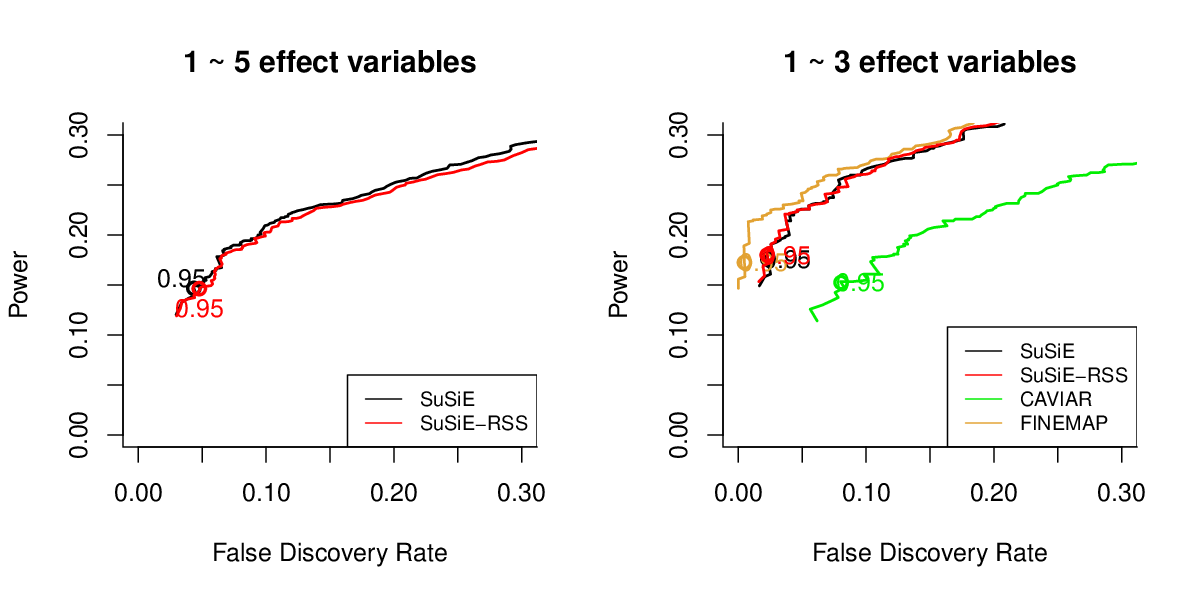 1 ~ 5 effect variables
Power
0.30
0.20
0.10
0.00
0.95
0.95
SuSiE
SuSiE−RSS
0.00 0.10 0.20 0.30
False Discovery Rate
1 ~ 3 effect variables
Power
0.30
0.20
0.10
0.00
0.95
0.95
0.95
0.95
SuSiE
SuSiE−RSS
CAVIAR
FINEMAP
0.00 0.10 0.20 0.30
False Discovery Rate